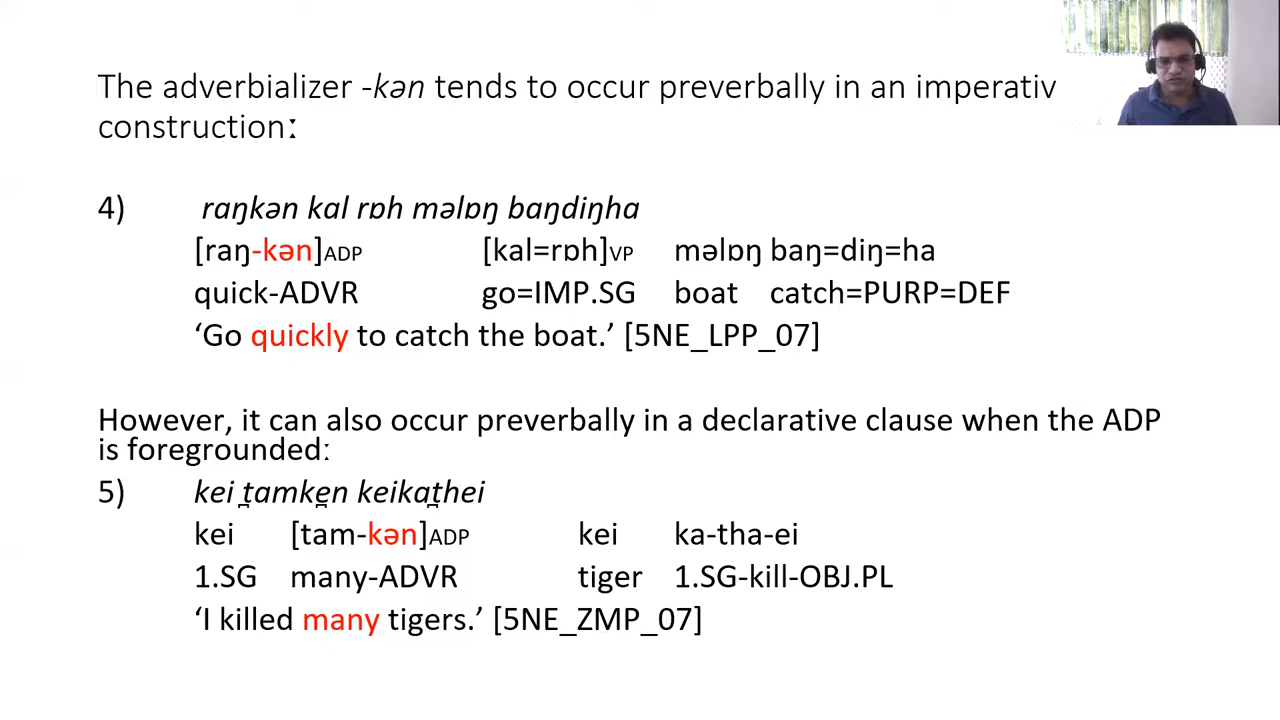 The adverbializer -kən tends to occur preverbally in an imperativ
construction:
4) raŋkən kal rɒh məlɒŋ baŋdiŋha
[raŋ-kən]ADP [kal=rɒh]VP məlɒŋ baŋ=diŋ=ha
quick-ADVR go=IMP.SG boat catch=PURP=DEF
‘Go quickly to catch the boat.’ [5NE_LPP_07]
However, it can also occur preverbally in a declarative clause when the ADP
is foregrounded:
5) kei t̪amke̪n keikat̪hei
kei [tam-kən]ADP kei ka-tha-ei
1.SG many-ADVR tiger 1.SG-kill-OBJ.PL
‘I killed many tigers.’ [5NE_ZMP_07]